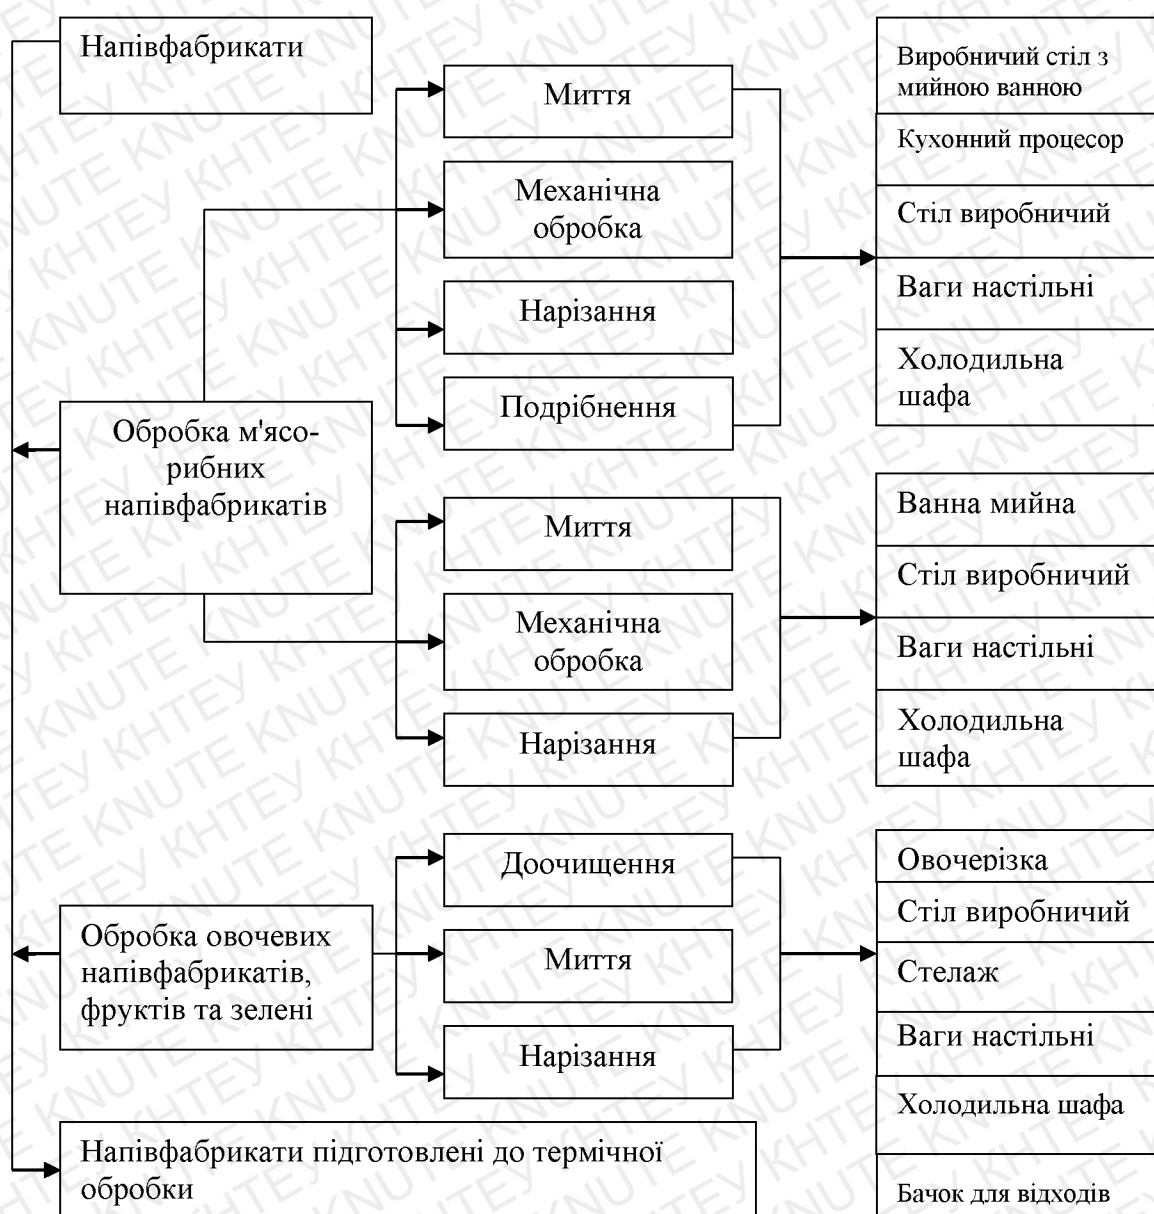 Напівфабрикати
Миття
Механічна
обробка
Нарізання
Подрібнення
Виробничий стіл з
мийною ванною
Кухонний процесор
Стіл виробничий
Ваги настільні
Холодильна
шафа
Обробка м'ясо-
рибних
напівфабрикатів
Миття
Механічна
обробка
Нарізання
Ванна мийна
Стіл виробничий
Ваги настільні
Холодильна
шафа
Обробка овочевих
напівфабрикатів,
фруктів та зелені
Доочищення
Миття
Нарізання
Овочерізка
Стіл виробничий
Стелаж
Ваги настільні
Холодильна шафа
Бачок для відходів
Напівфабрикати підготовлені до термічної
обробки